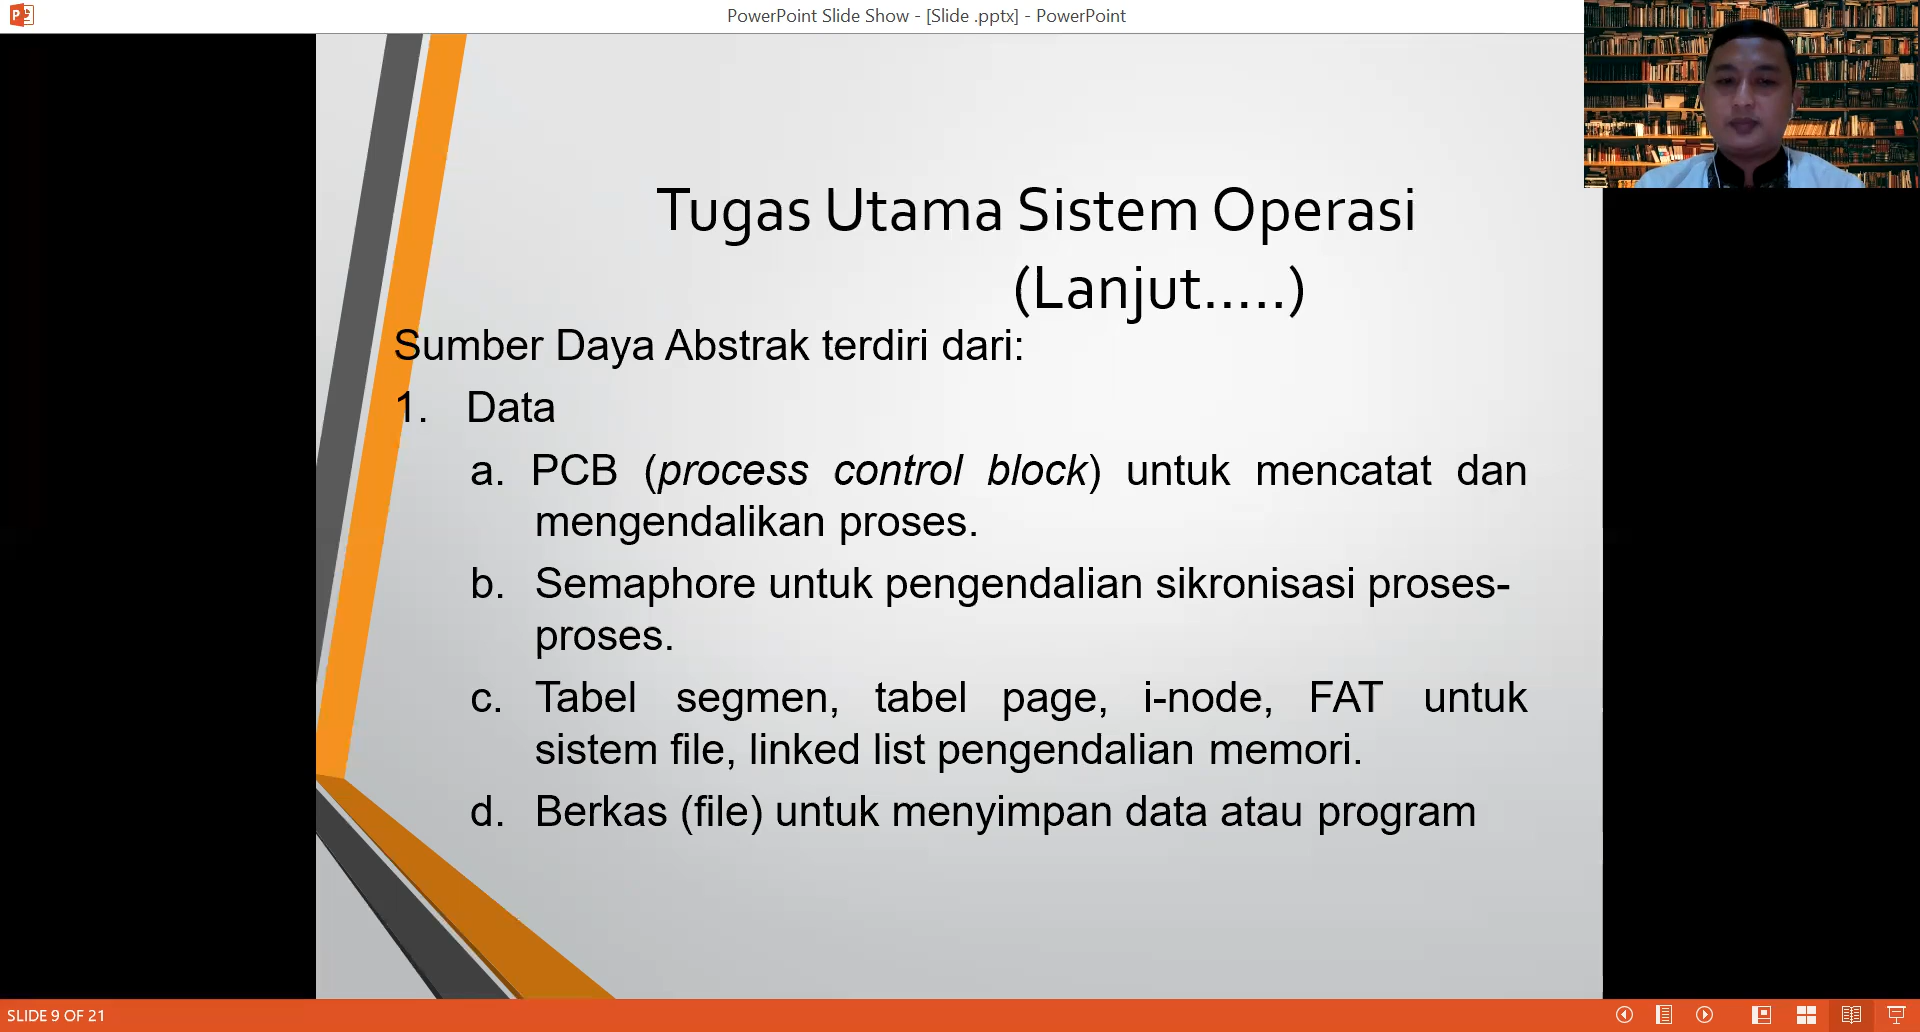 PowerPoint Slide Show - [Slide .pptx] - PowerPoint
Tugas Utama Sistem Operasi
(Lanjut.....)
Sumber Daya Abstrak terdiri dari:
1. Data
a. PCB (process control block) untuk mencatat dan
mengendalikan proses.
b. Semaphore untuk pengendalian sikronisasi proses-
proses.
c. Tabel segmen, tabel page, i-node, FAT untuk
sistem file, linked list pengendalian memori.
d. Berkas (file) untuk menyimpan data atau program
SLIDE 9 OF 21